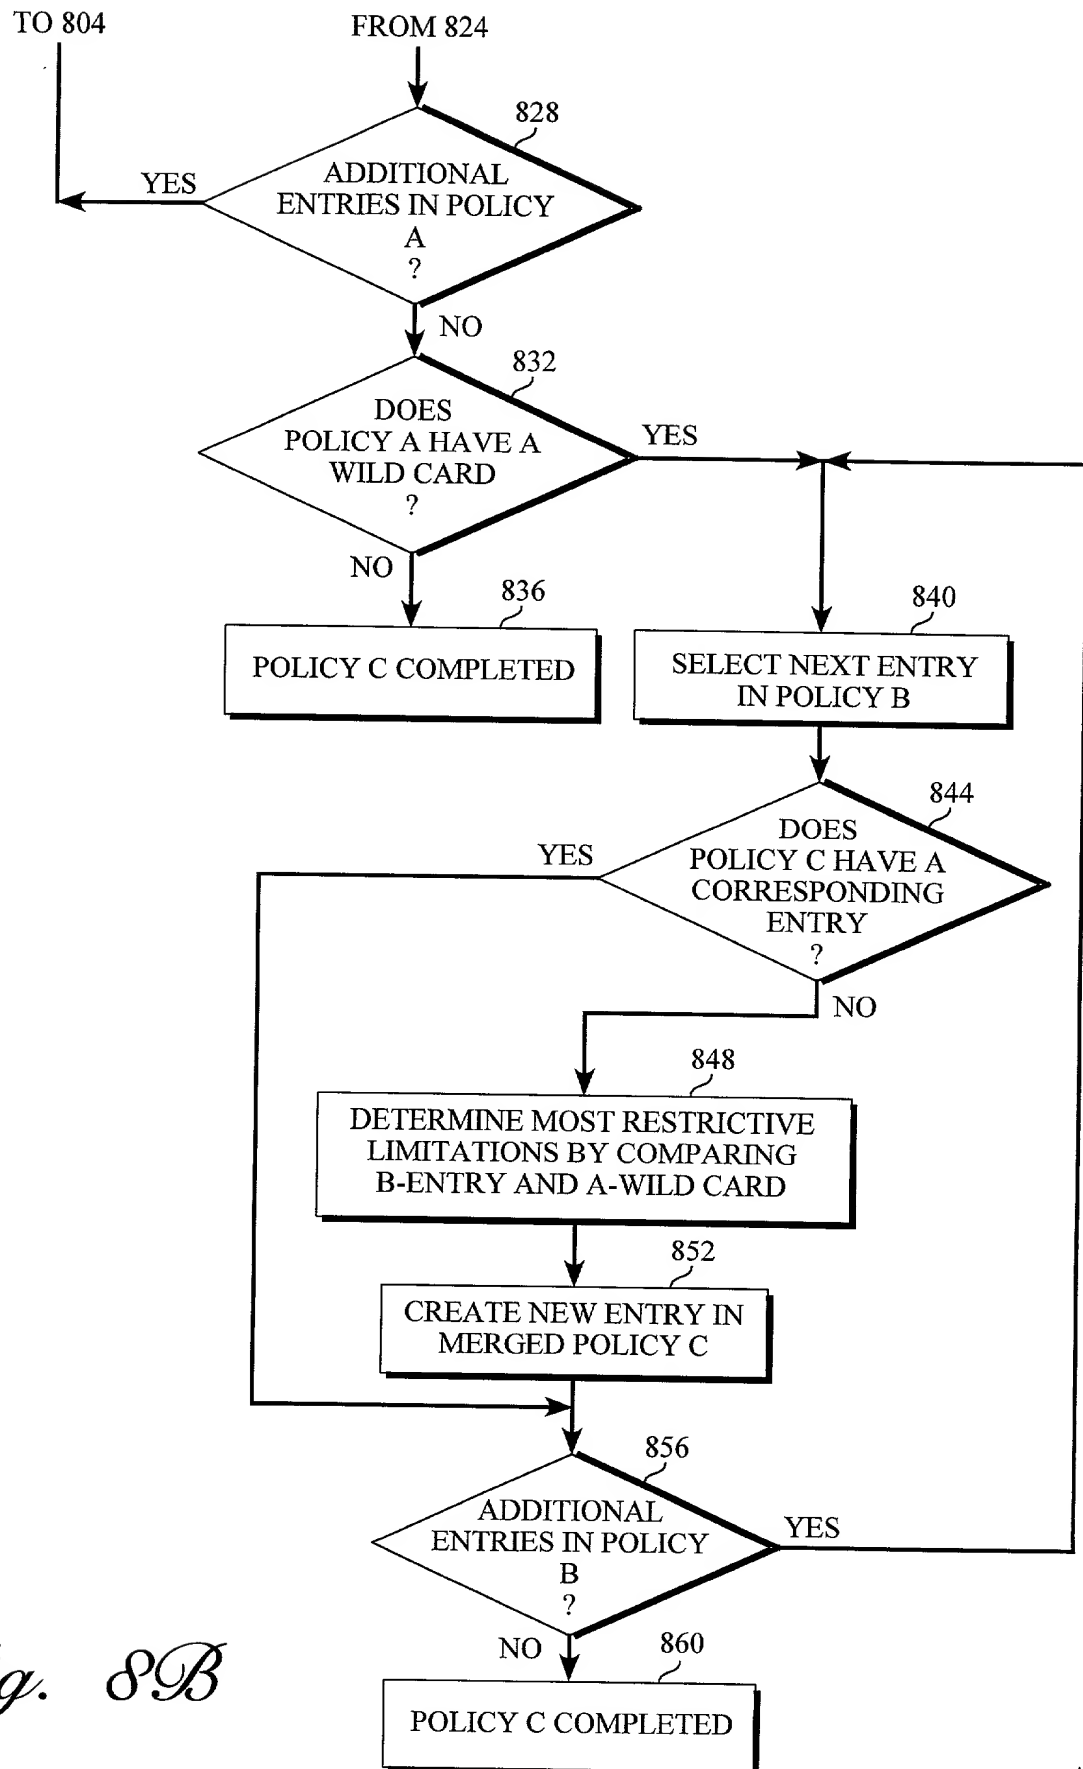 TO 804
FROM 824
828
ADDITIONAL
ENTRIES IN POLICY
A
?
YES
NO
832
DOES
POLICY A HAVE A
WILD CARD
?
YES
NO
836
POLICY C COMPLETED
840
SELECT NEXT ENTRY
IN POLICY B
844
DOES
POLICY C HAVE A
CORRESPONDING
ENTRY
?
YES
NO
848
DETERMINE MOST RESTRICTIVE
LIMITATIONS BY COMPARING
B-ENTRY AND A-WILD CARD
852
CREATE NEW ENTRY IN
MERGED POLICY C
856
ADDITIONAL
ENTRIES IN POLICY
B
?
YES
NO
860
POLICY C COMPLETED
g. 8B